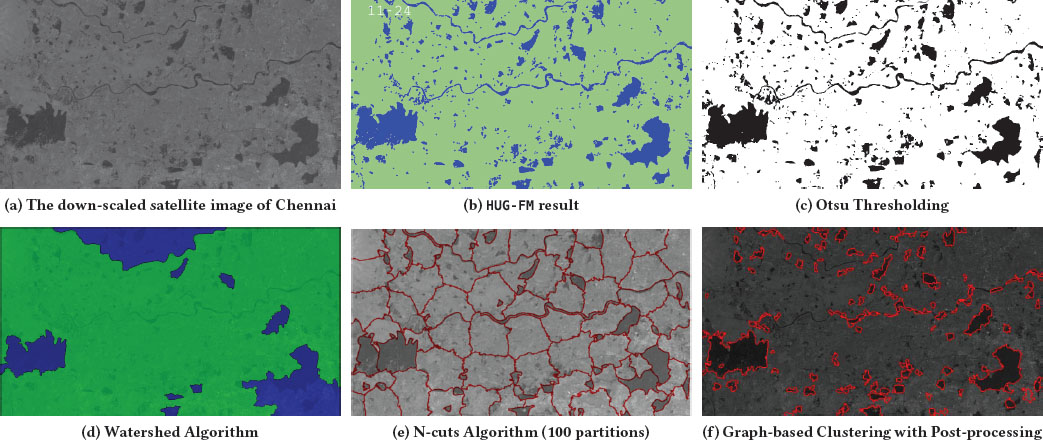 11-24
(a) The down-scaled satellite image of Chennai
(b) HUG-FM result
(c) Otsu Thresholding
(d) Watershed Algorithm
(e) N-cuts Algorithm (100 partitions)
(f) Graph-based Clustering with Post-processing